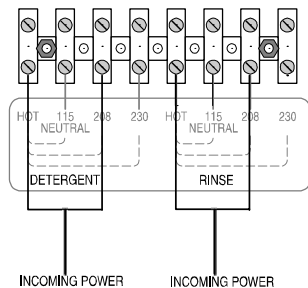 HOT 115 208 230 HOT 115 208 230
NEUTRAL NEUTRAL
DETERGENT RINSE
INCOMING POWER INCOMING POWER